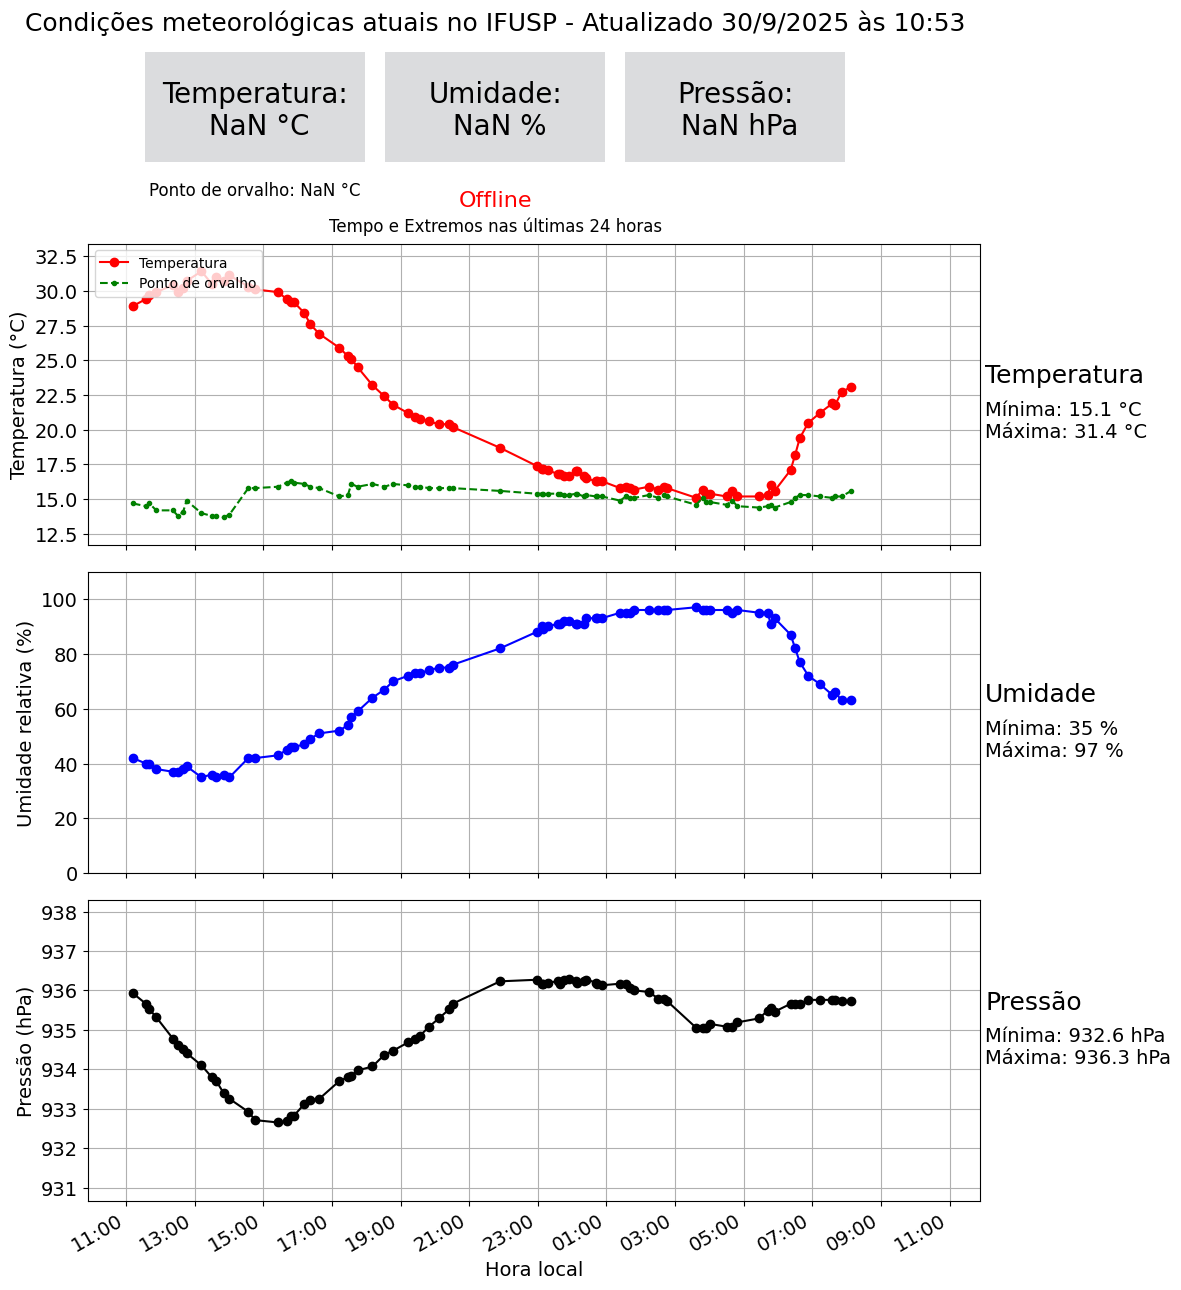 Condições meteorológicas atuais no IFUSP - Atualizado 30/9/2025 às 10:53
Temperatura:
NaN °C
Umidade:
NaN %
Pressão:
NaN hPa
Ponto de orvalho: NaN °C
Offline
Tempo e Extremos nas últimas 24 horas
Temperatura
Ponto de orvalho
Temperatura (°C)
32.5
30.0
27.5
25.0
22.5
20.0
17.5
15.0
12.5
Temperatura
Mínima: 15.1 °C
Máxima: 31.4 °C
Umidade relativa (%)
100
80
60
40
20
0
Umidade
Mínima: 35 %
Máxima: 97 %
Pressão (hPa)
938
937
936
935
934
933
932
931
Pressão
Mínima: 932.6 hPa
Máxima: 936.3 hPa
11:00
13:00
15:00
17:00
19:00
21:00
23:00
01:00
03:00
05:00
07:00
09:00
11:00
Hora local